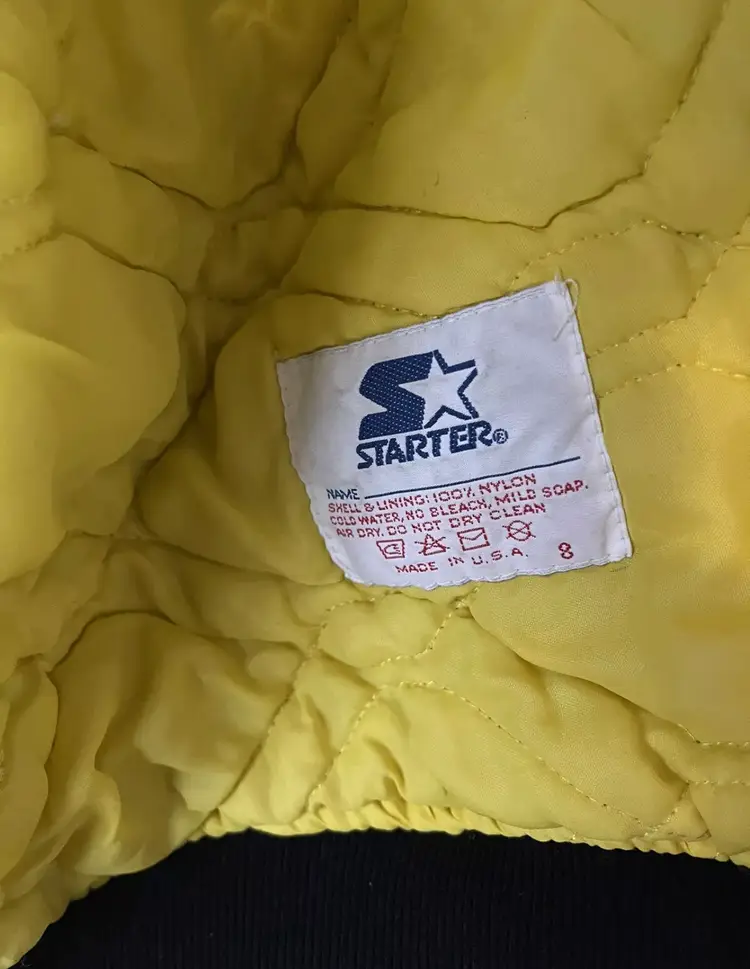 STARTER®
NAME
SHELL & LINING: 100% NYLON
COLD WATER, NO BLEACH, MILD SOAP.
AIR DRY. DO NOT DRY CLEAN
MADE IN U.S.A. 8